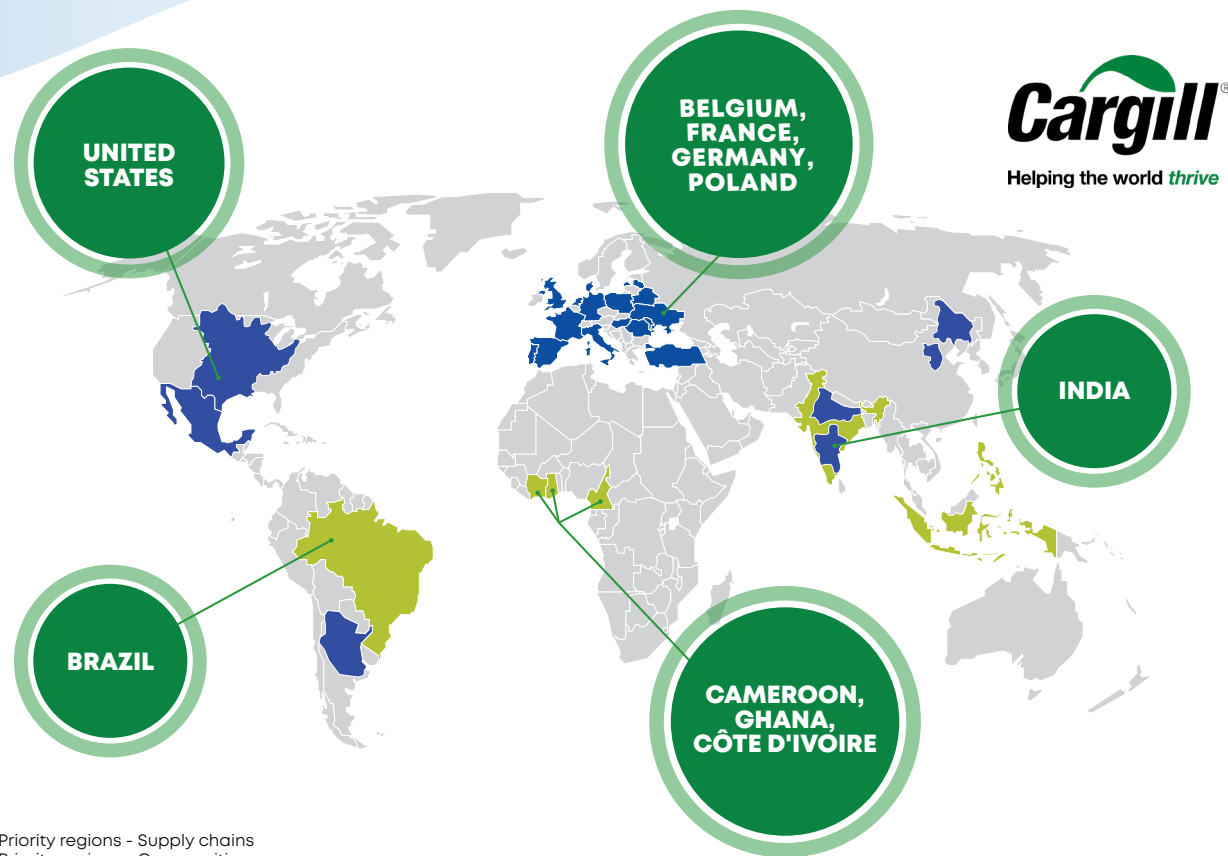 UNITED
STATES
BELGIUM,
FRANCE,
GERMANY,
POLAND
Cargill®
Helping the world thrive
INDIA
BRAZIL
CAMEROON,
GHANA,
CÔTE D'IVOIRE
Priority regions - Supply chains